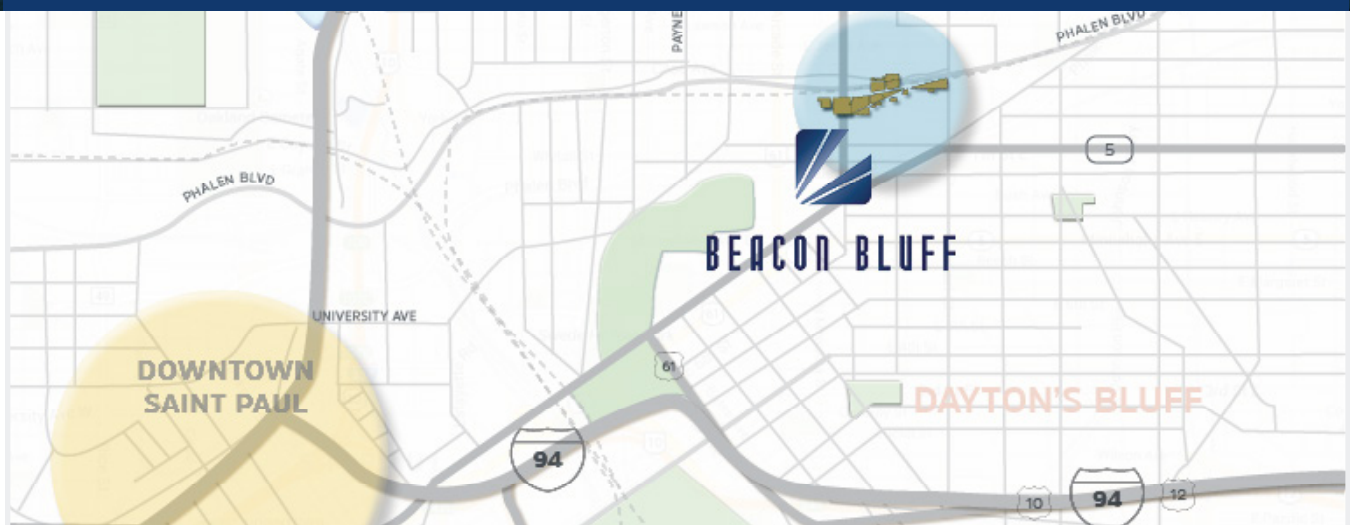 PAYNE
PHALEN BLVD
5
PHALEN BLVD
BEACON BLUFF
UNIVERSITY AVE
DOWNTOWN
SAINT PAUL
61
DAYTON'S BLUFF
94
10
94
12